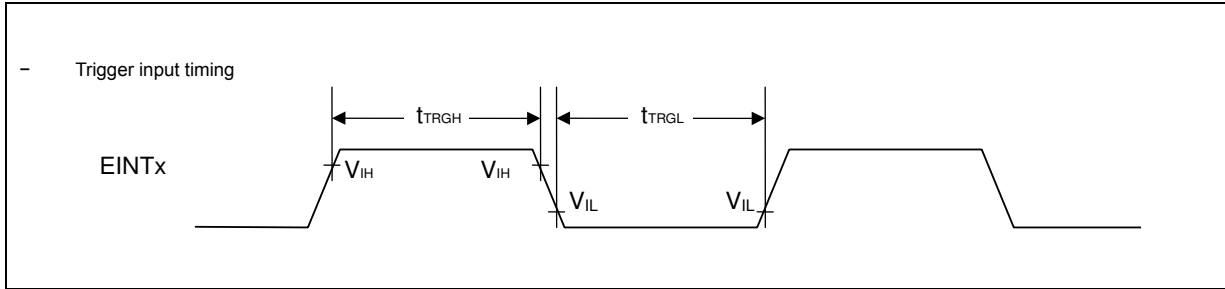 − Trigger input timing
tTRGH
tTRGL
EINTx
VIH
VIH
VIL
VIL